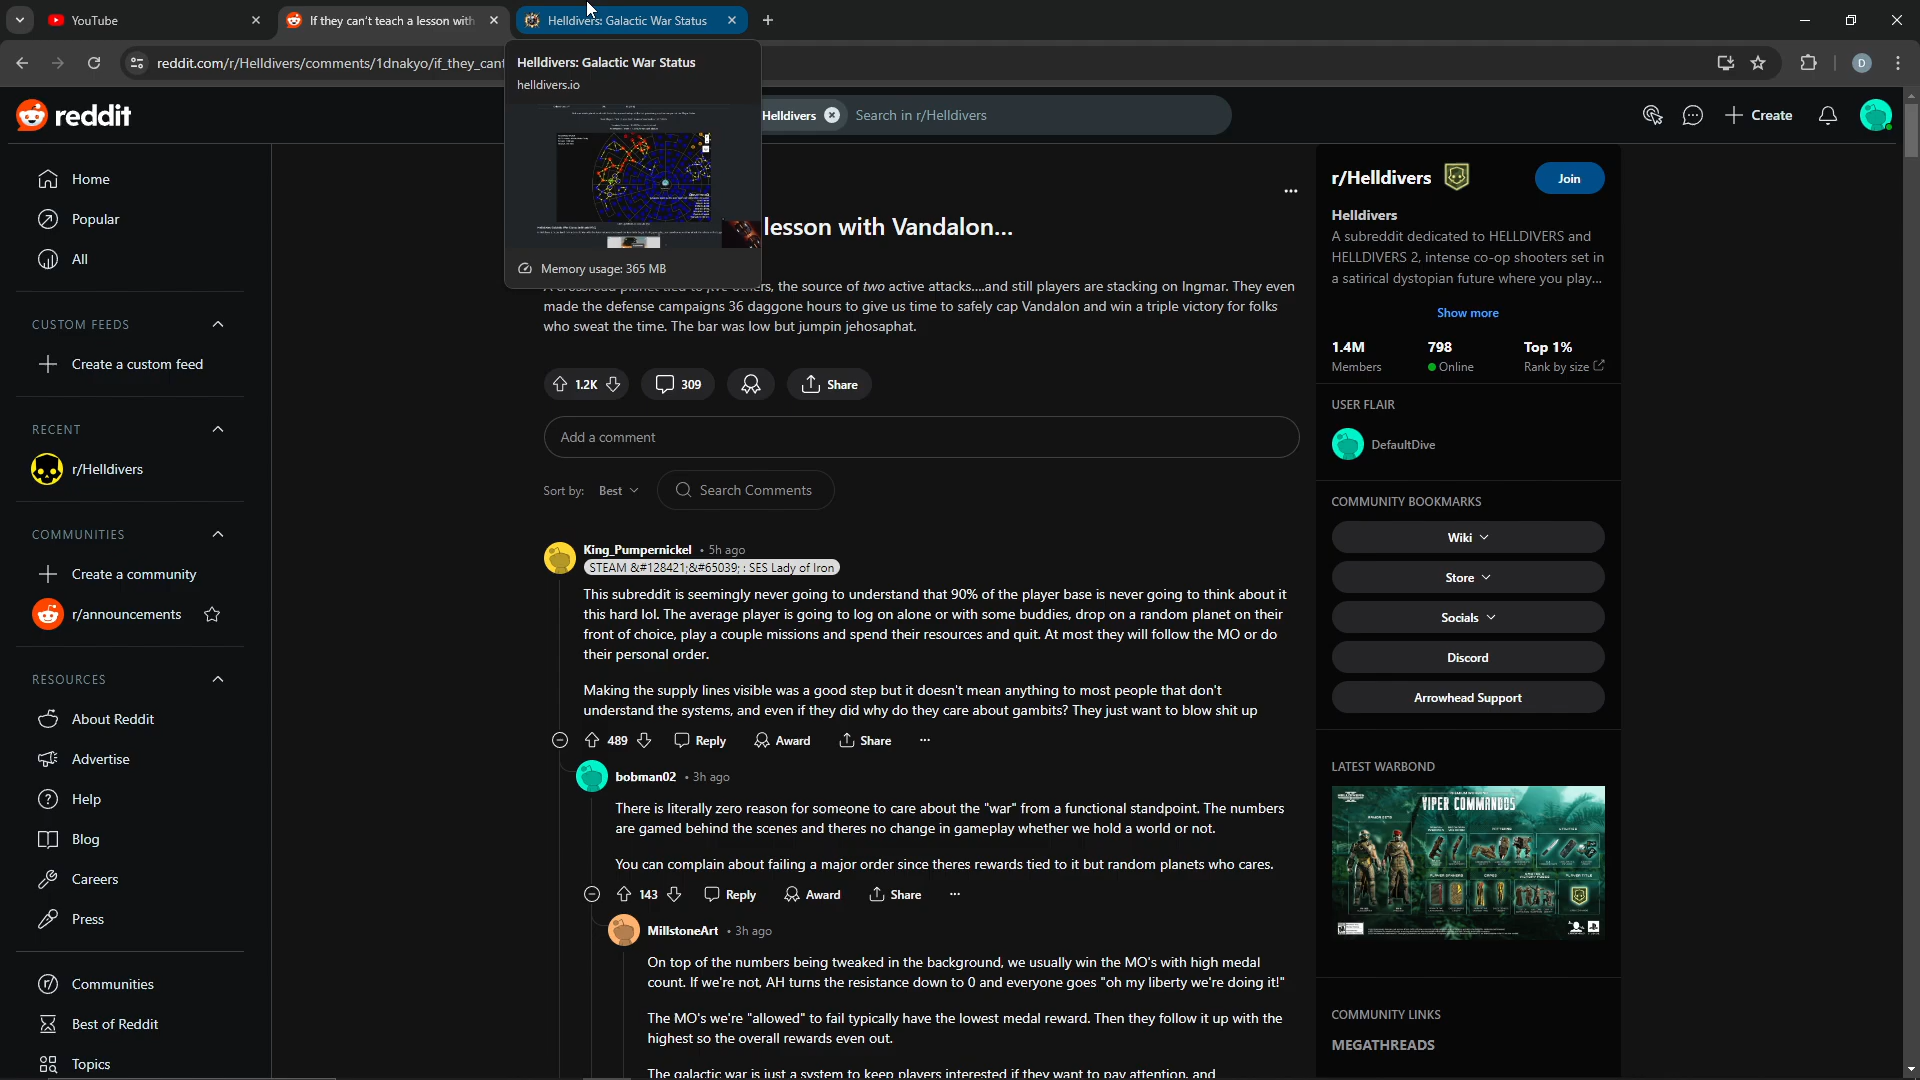 YouTube
If they can't teach a lesson with
Helldivers: Galactic War Status
reddit.com/r/Helldivers/comments/1dnakyo/if_they_cant
D
Helldivers: Galactic War Status
helldivers.io
Memory usage: 365 MB
reddit
Helldivers
Search in r/Helldivers
Create
Home
Popular
All
CUSTOM FEEDS
Create a custom feed
RECENT
r/Helldivers
COMMUNITIES
Create a community
r/announcements
RESOURCES
About Reddit
Advertise
Help
Blog
Careers
Press
Communities
Best of Reddit
Topics
lesson with Vandalon...
A crossroad planet tied to five others, the source of two active attacks....and still players are stacking on Ingmar. They even
made the defense campaigns 36 daggone hours to give us time to safely cap Vandalon and win a triple victory for folks
who sweat the time. The bar was low but jumpin jehosaphat.
1.2K
309
Share
Add a comment
Sort by: Best
Search Comments
King_Pumpernickel • 5h ago
STEAM &#128421;&#65039; : SES Lady of Iron
This subreddit is seemingly never going to understand that 90% of the player base is never going to think about it
this hard lol. The average player is going to log on alone or with some buddies, drop on a random planet on their
front of choice, play a couple missions and spend their resources and quit. At most they will follow the MO or do
their personal order.
Making the supply lines visible was a good step but it doesn't mean anything to most people that don't
understand the systems, and even if they did why do they care about gambits? They just want to blow shit up
489 Reply Award Share
bobman02 • 3h ago
There is literally zero reason for someone to care about the "war" from a functional standpoint. The numbers
are gamed behind the scenes and theres no change in gameplay whether we hold a world or not.
You can complain about failing a major order since theres rewards tied to it but random planets who cares.
143 Reply Award Share
MillstoneArt • 3h ago
On top of the numbers being tweaked in the background, we usually win the MO's with high medal
count. If we're not, AH turns the resistance down to 0 and everyone goes "oh my liberty we're doing it!"
The MO's we're "allowed" to fail typically have the lowest medal reward. Then they follow it up with the
highest so the overall rewards even out.
The galactic war is just a system to keep players interested if they want to pay attention, and
r/Helldivers
Join
Helldivers
A subreddit dedicated to HELLDIVERS and
HELLDIVERS 2, intense co-op shooters set in
a satirical dystopian future where you play...
Show more
1.4M 798 Top 1%
Members Online Rank by size
USER FLAIR
DefaultDive
COMMUNITY BOOKMARKS
Wiki
Store
Socials
Discord
Arrowhead Support
LATEST WARBOND
VIPER COMMANDOS
COMMUNITY LINKS
MEGATHREADS